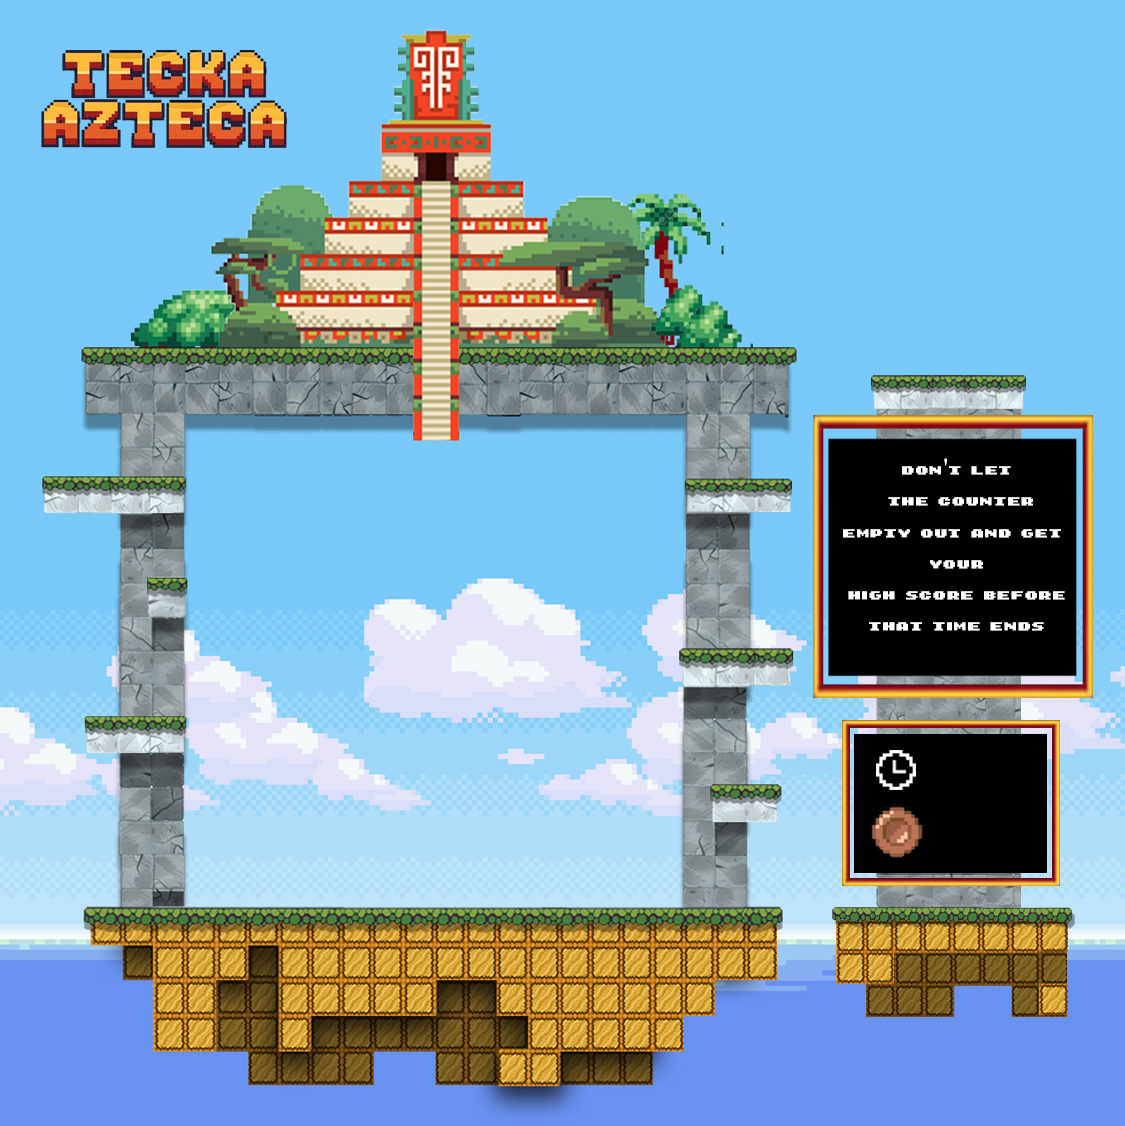 TECKA
AZTECA
DON'T LET
THE COUNTER
EMPTY OUT AND GET
YOUR
HIGH SCORE BEFORE
THAT TIME ENDS